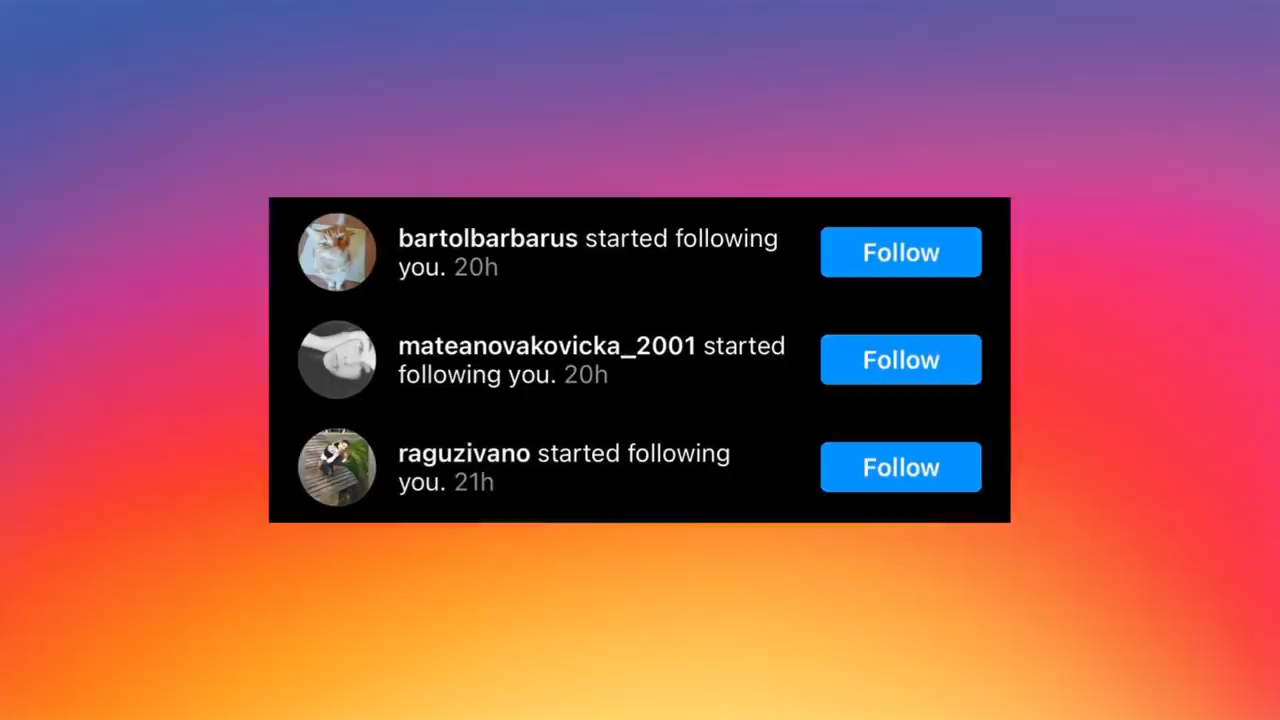 bartolbarbarus started following
you. 20h
Follow
mateanovakovicka_2001 started
following you. 20h
Follow
raguzivano started following
you. 21h
Follow